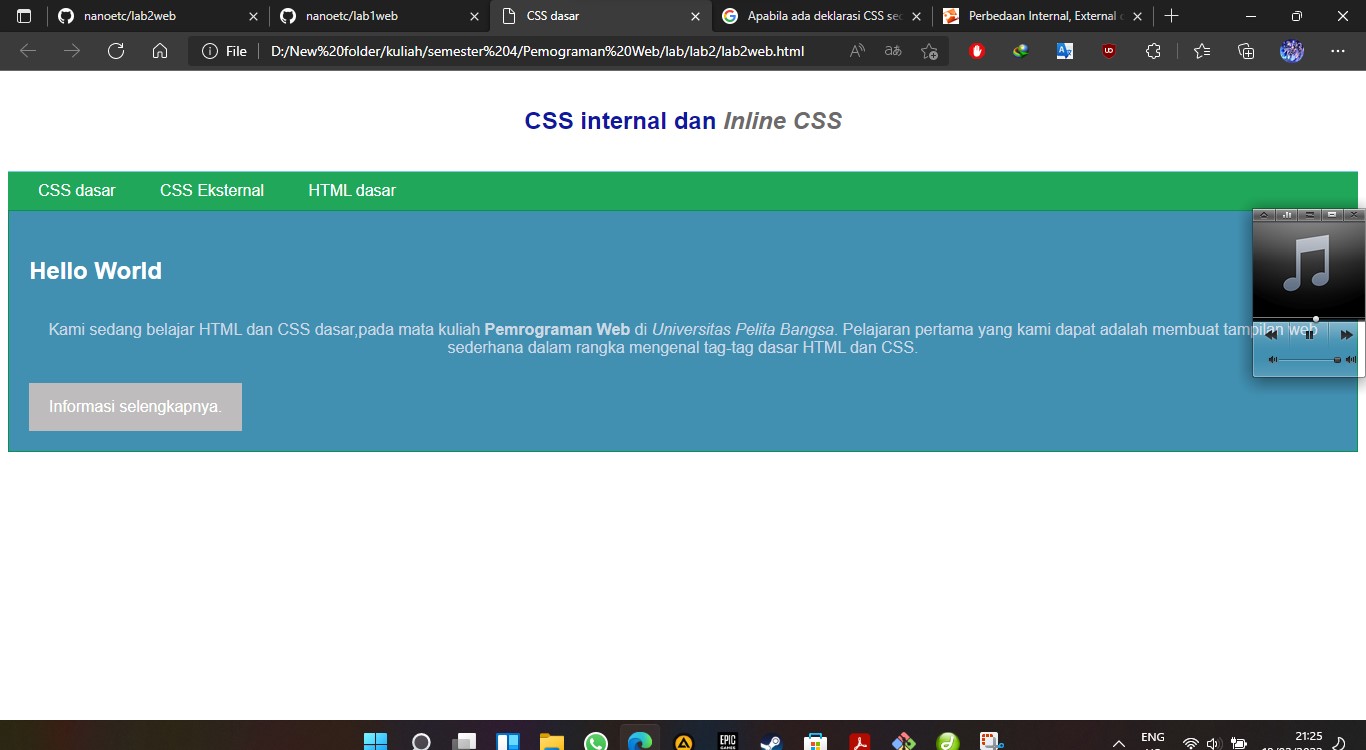 nanoetc/lab2web
nanoetc/lab1web
CSS dasar
Apabila ada deklarasi CSS sec
Perbedaan Internal, External
File
D:/New%20folder/kuliah/semester%204/Pemograman%20Web/lab/lab2/lab2web.html
CSS internal dan Inline CSS
CSS dasar CSS Eksternal HTML dasar
Hello World
Kami sedang belajar HTML dan CSS dasar,pada mata kuliah Pemrograman Web di Universitas Pelita Bangsa. Pelajaran pertama yang kami dapat adalah membuat tampilan web
sederhana dalam rangka mengenal tag-tag dasar HTML dan CSS.
Informasi selengkapnya.
EPIC
GAMES
ENG
21:25